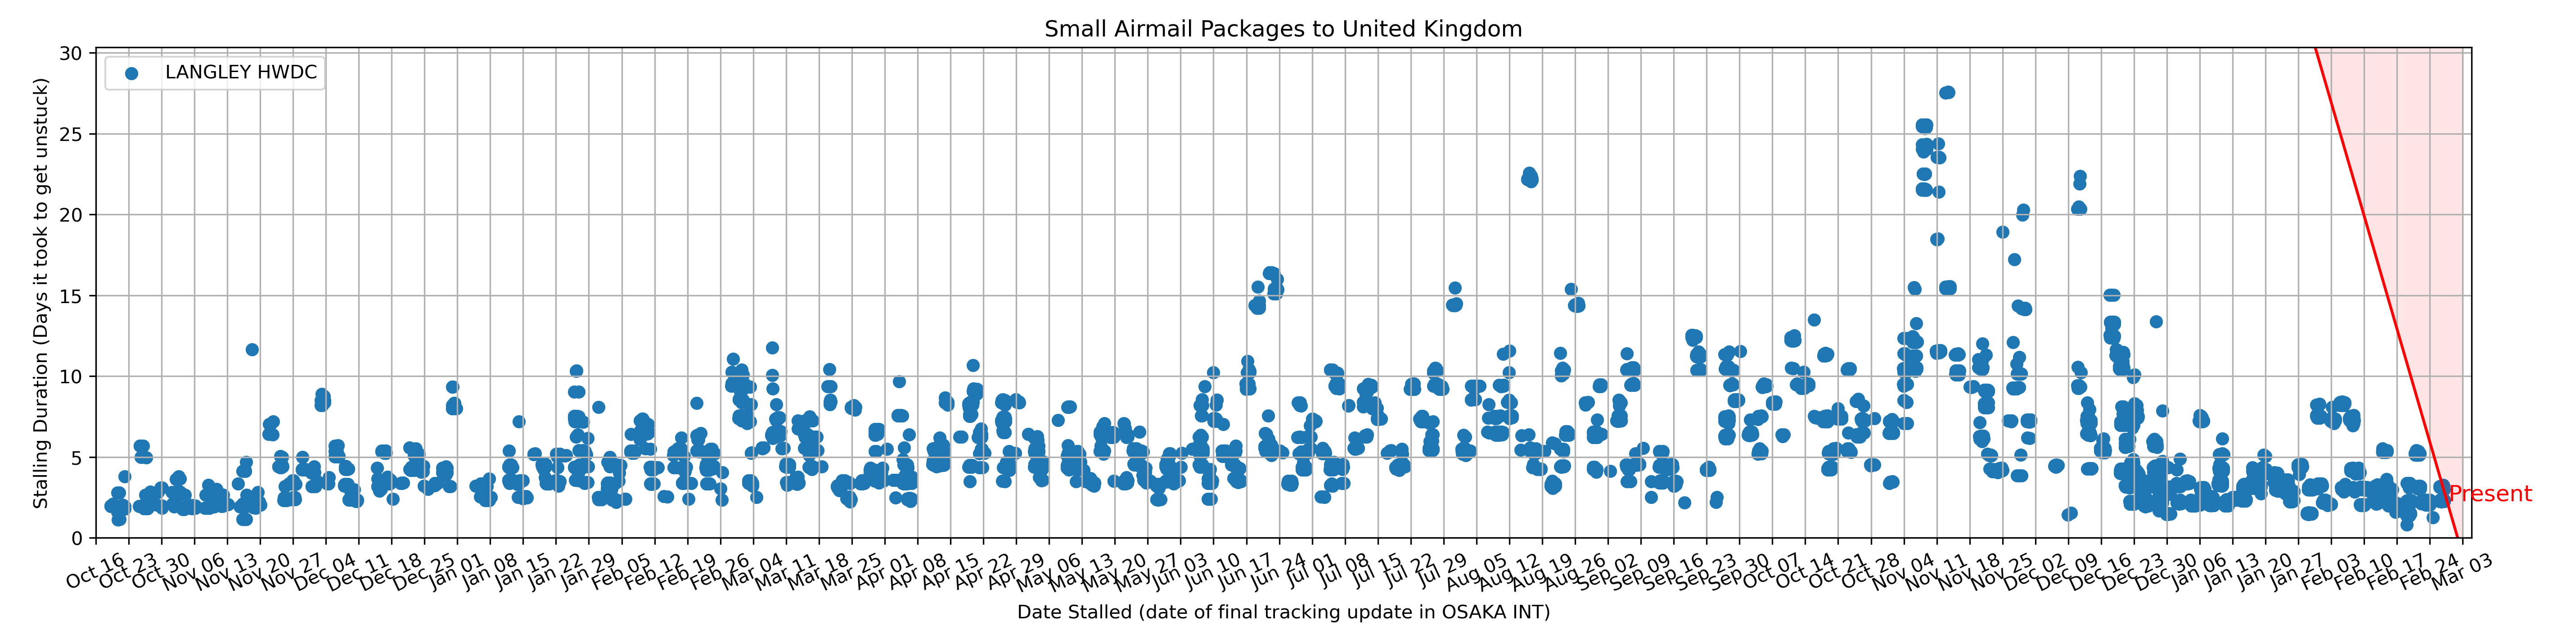 Small Airmail Packages to United Kingdom
LANGLEY HWDC
Stalling Duration (Days it took to get unstuck)
30
25
20
15
10
5
0
Present
Oct 16 Oct 23 Oct 30 Nov 06 Nov 13 Nov 20 Nov 27 Dec 04 Dec 11 Dec 18 Dec 25 Jan 01 Jan 08 Jan 15 Jan 22 Jan 29 Feb 05 Feb 12 Feb 19 Feb 26 Mar 04 Mar 11 Mar 18 Mar 25 Apr 01 Apr 08 Apr 15 Apr 22 Apr 29 May 06 May 13 May 20 May 27 Jun 03 Jun 10 Jun 17 Jun 24 Jul 01 Jul 08 Jul 15 Jul 22 Jul 29 Aug 05 Aug 12 Aug 19 Aug 26 Sep 02 Sep 09 Sep 16 Sep 23 Sep 30 Oct 07 Oct 14 Oct 21 Oct 28 Nov 04 Nov 11 Nov 18 Nov 25 Dec 02 Dec 09 Dec 16 Dec 23 Dec 30 Jan 06 Jan 13 Jan 20 Jan 27 Feb 03 Feb 10 Feb 17 Feb 24 Mar 03
Date Stalled (date of final tracking update in OSAKA INT)